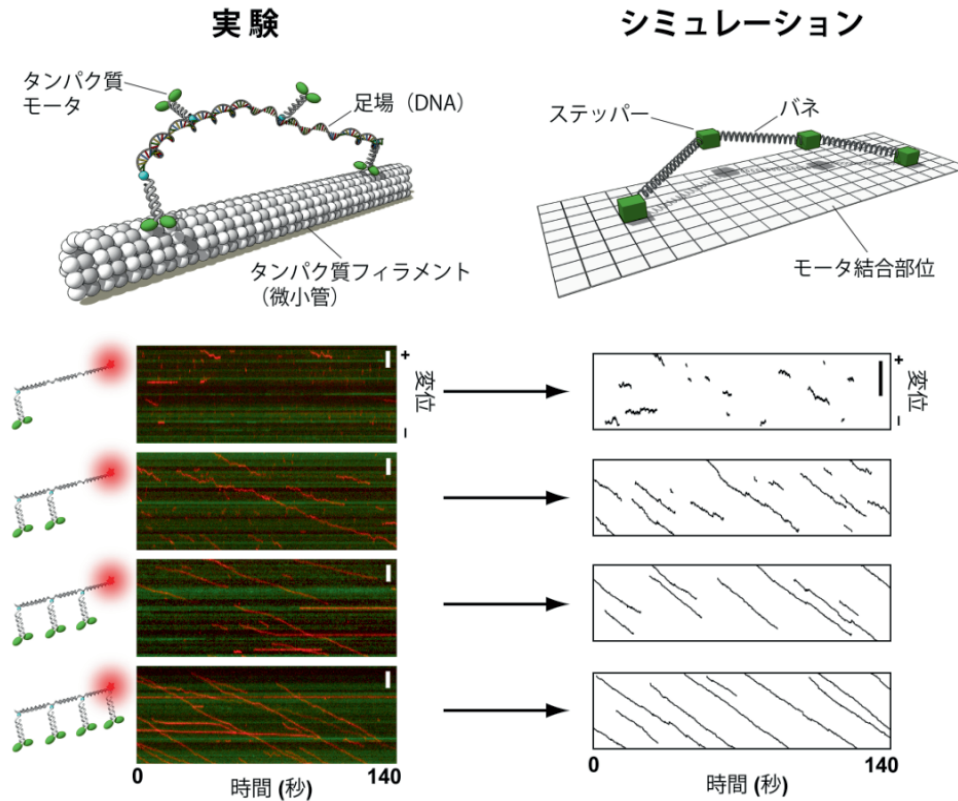 実験
シミュレーション
タンパク質
モータ
足場（DNA）
タンパク質フィラメント
（微小管）
ステッパー
バネ
モータ結合部位
+
変位
−
+
変位
−
0
140
時間 (秒)
0
140
時間 (秒)